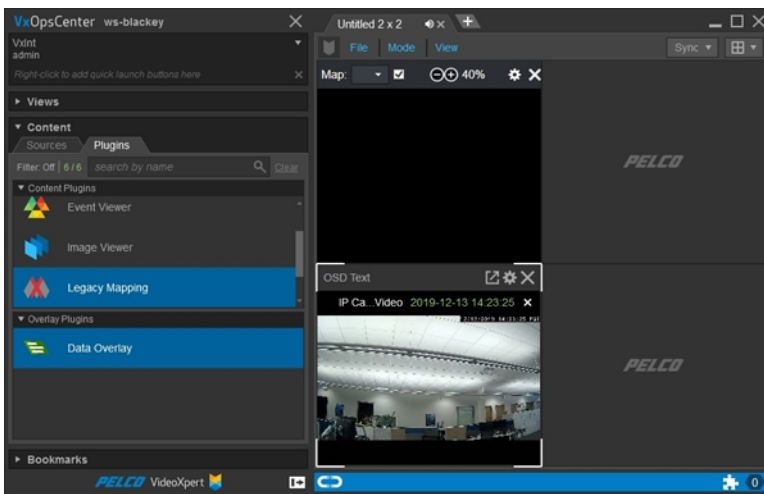 VxOpsCenter ws-blackey
VxInt
admin
Right-click to add quick launch buttons here
Views
Content
Sources Plugins
Filter: Off 6 / 6 search by name Clear
Content Plugins
Event Viewer
Image Viewer
Legacy Mapping
Overlay Plugins
Data Overlay
Bookmarks
PELCO VideoXpert
Untitled 2 x 2
File Mode View Sync
Map: 40%
PELCO
OSD Text
IP Ca...Video 2019-12-13 14:23:25
PELCO
0